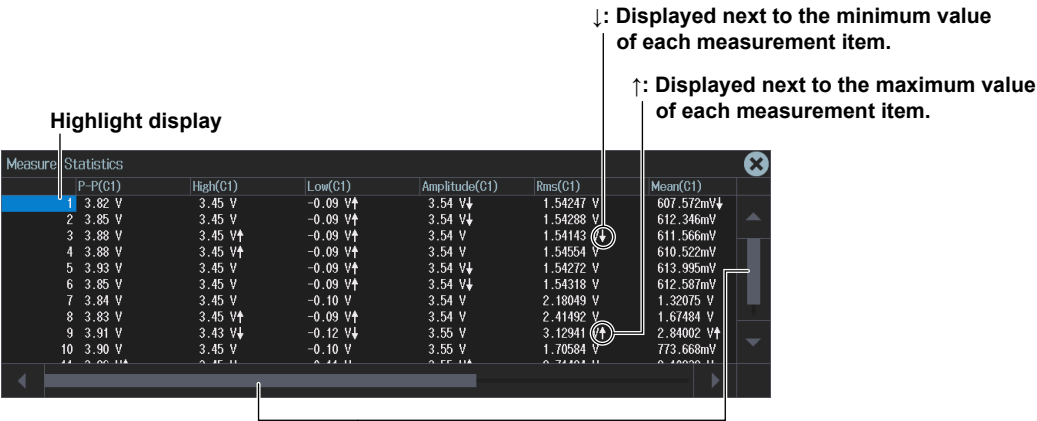 ↓: Displayed next to the minimum value
of each measurement item.
↑: Displayed next to the maximum value
of each measurement item.
Highlight display
Measure Statistics
P-P(C1) High(C1) Low(C1) Amplitude(C1) Rms(C1) Mean(C1)
1 3.82 V 3.45 V -0.09 V↑ 3.54 V↓ 1.54247 V 607.572mV↓
2 3.85 V 3.45 V -0.09 V↑ 3.54 V↓ 1.54288 V 612.346mV
3 3.88 V 3.45 V↑ -0.09 V↑ 3.54 V 1.54143 V↓ 611.566mV
4 3.88 V 3.45 V↑ -0.09 V↑ 3.54 V 1.54554 V 610.522mV
5 3.93 V 3.45 V -0.09 V↑ 3.54 V↓ 1.54272 V 613.995mV
6 3.85 V 3.45 V -0.09 V↑ 3.54 V↓ 1.54318 V 612.587mV
7 3.84 V 3.45 V -0.10 V 3.54 V 2.18049 V 1.32075 V
8 3.83 V 3.45 V↑ -0.09 V↑ 3.54 V 2.41492 V 1.67484 V
9 3.91 V 3.43 V↓ -0.12 V↓ 3.55 V 3.12941 V↑ 2.84002 V↑
10 3.90 V 3.45 V -0.10 V 3.55 V 1.70584 V 773.668mV